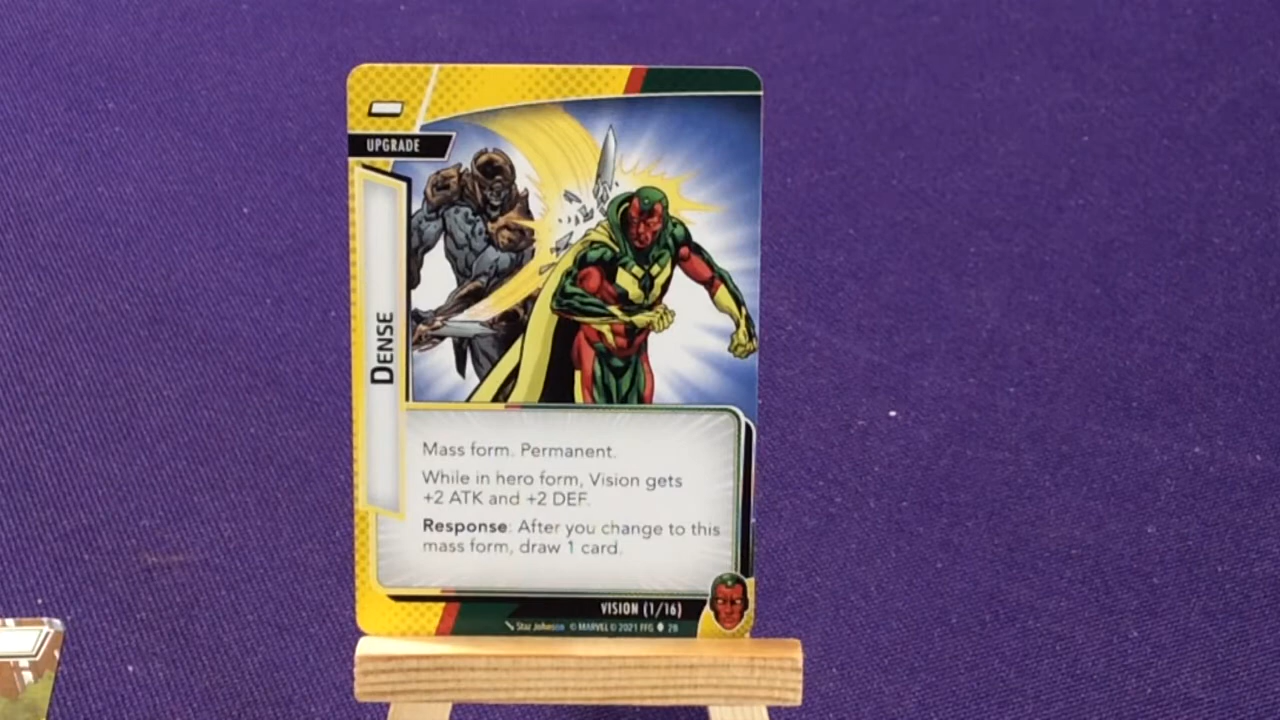 UPGRADE
DENSE
Mass form. Permanent.
While in hero form, Vision gets
+2 ATK and +2 DEF.
Response: After you change to this
mass form, draw 1 card.
VISION (1/16)
Staz Johnson © MARVEL © 2021 FFG 2B